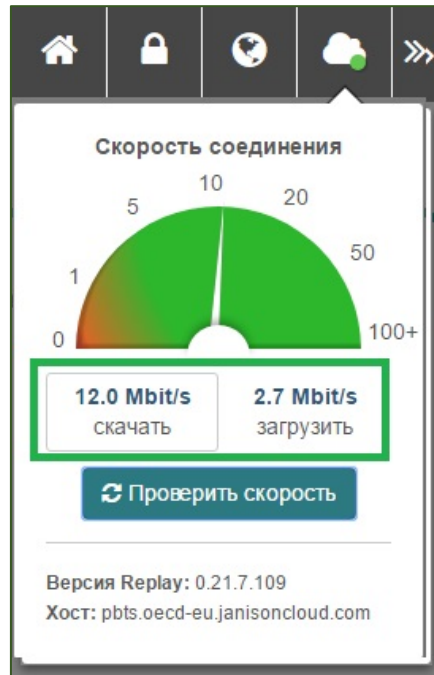 Скорость соединения
10
5
20
1
50
0
100+
12.0 Mbit/s
2.7 Mbit/s
скачать
загрузить
Проверить скорость
Версия Replay: 0.21.7.109
Хост: pbts.oecd-eu.janisoncloud.com